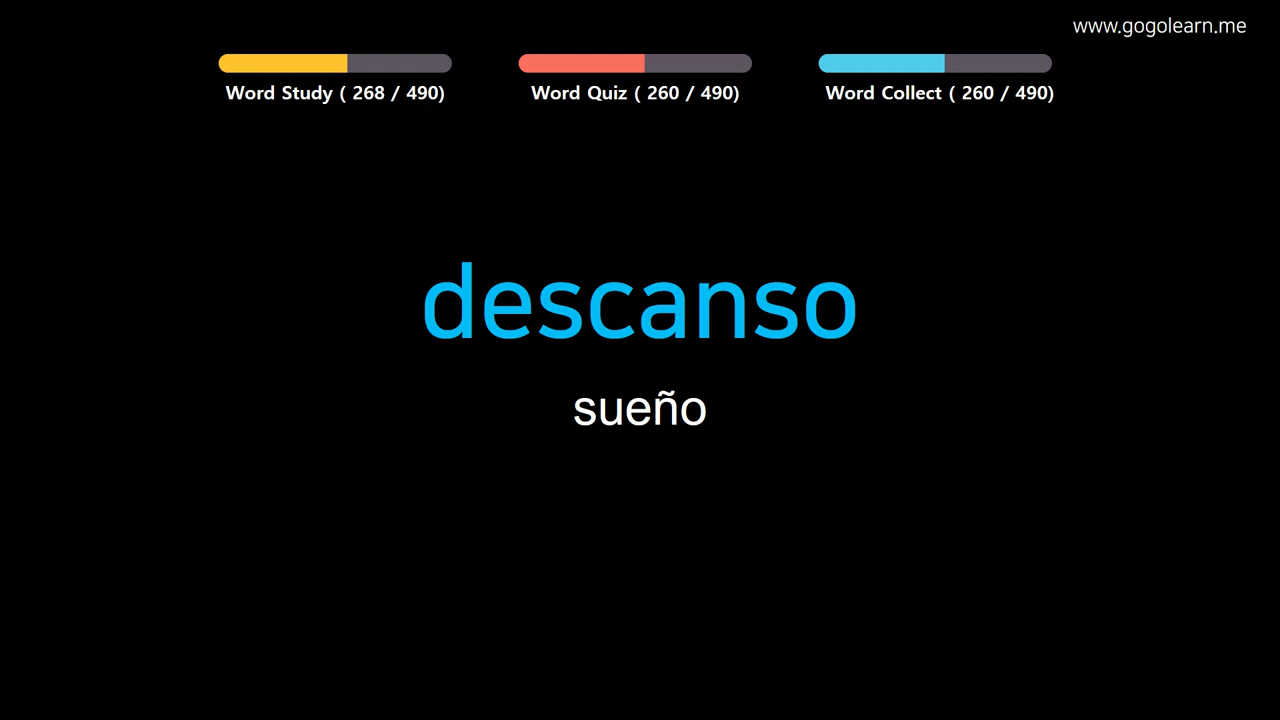 www.gogolearn.me
Word Study ( 268 / 490)
Word Quiz ( 260 / 490)
Word Collect ( 260 / 490)
descanso
sueño